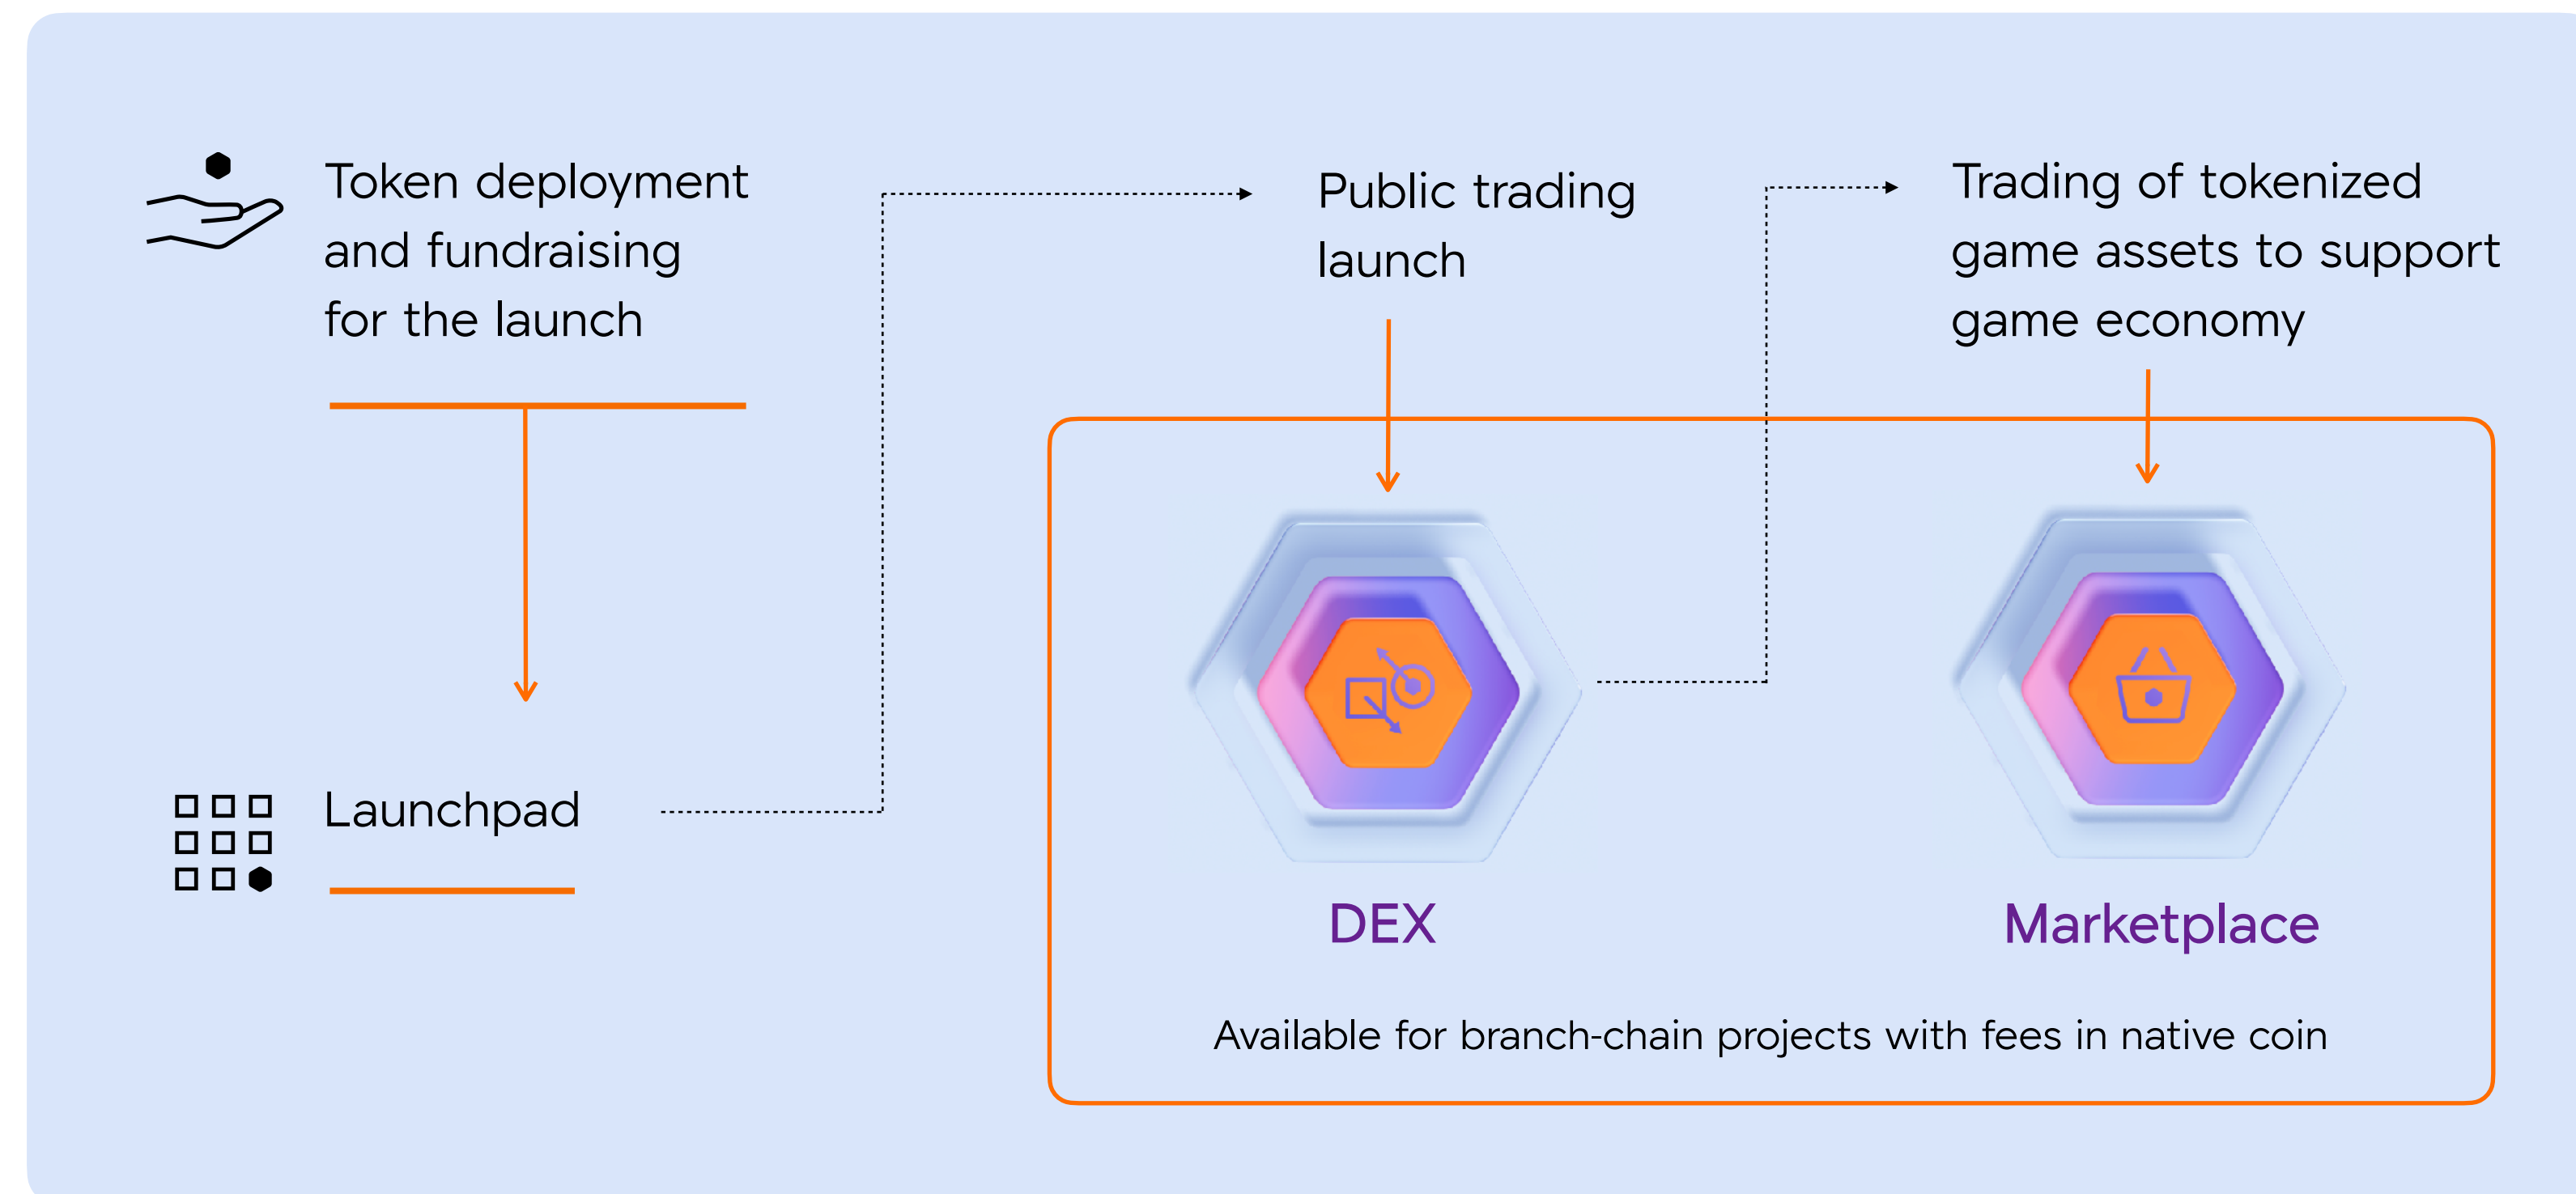 Token deployment
and fundraising
for the launch
Launchpad
Public trading
launch
Trading of tokenized
game assets to support
game economy
DEX
Marketplace
Available for branch-chain projects with fees in native coin